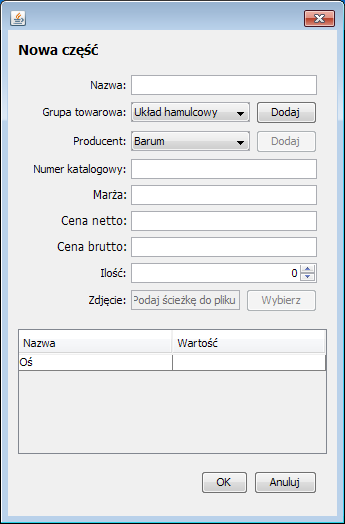 Nowa część
Nazwa:
Grupa towarowa: Układ hamulcowy Dodaj
Producent: Barum Dodaj
Numer katalogowy:
Marża:
Cena netto:
Cena brutto:
Ilość: 0
Zdjęcie: Podaj ścieżkę do pliku Wybierz
Nazwa Wartość
Oś
OK Anuluj